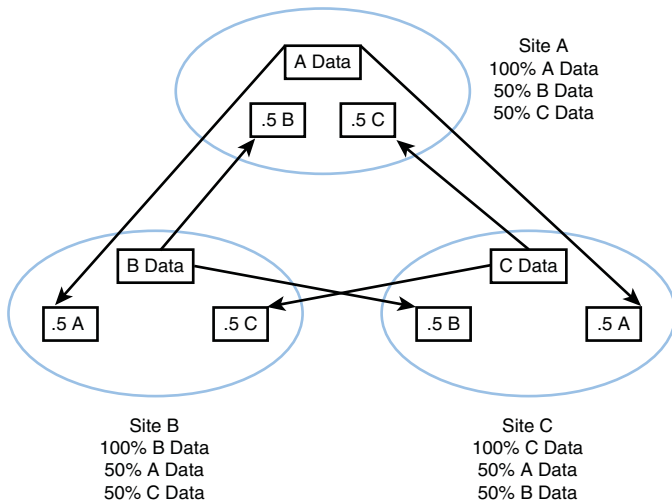 A Data
.5 B
.5 C
Site A
100% A Data
50% B Data
50% C Data
B Data
.5 A
.5 C
C Data
.5 B
.5 A
Site B
100% B Data
50% A Data
50% C Data
Site C
100% C Data
50% A Data
50% B Data